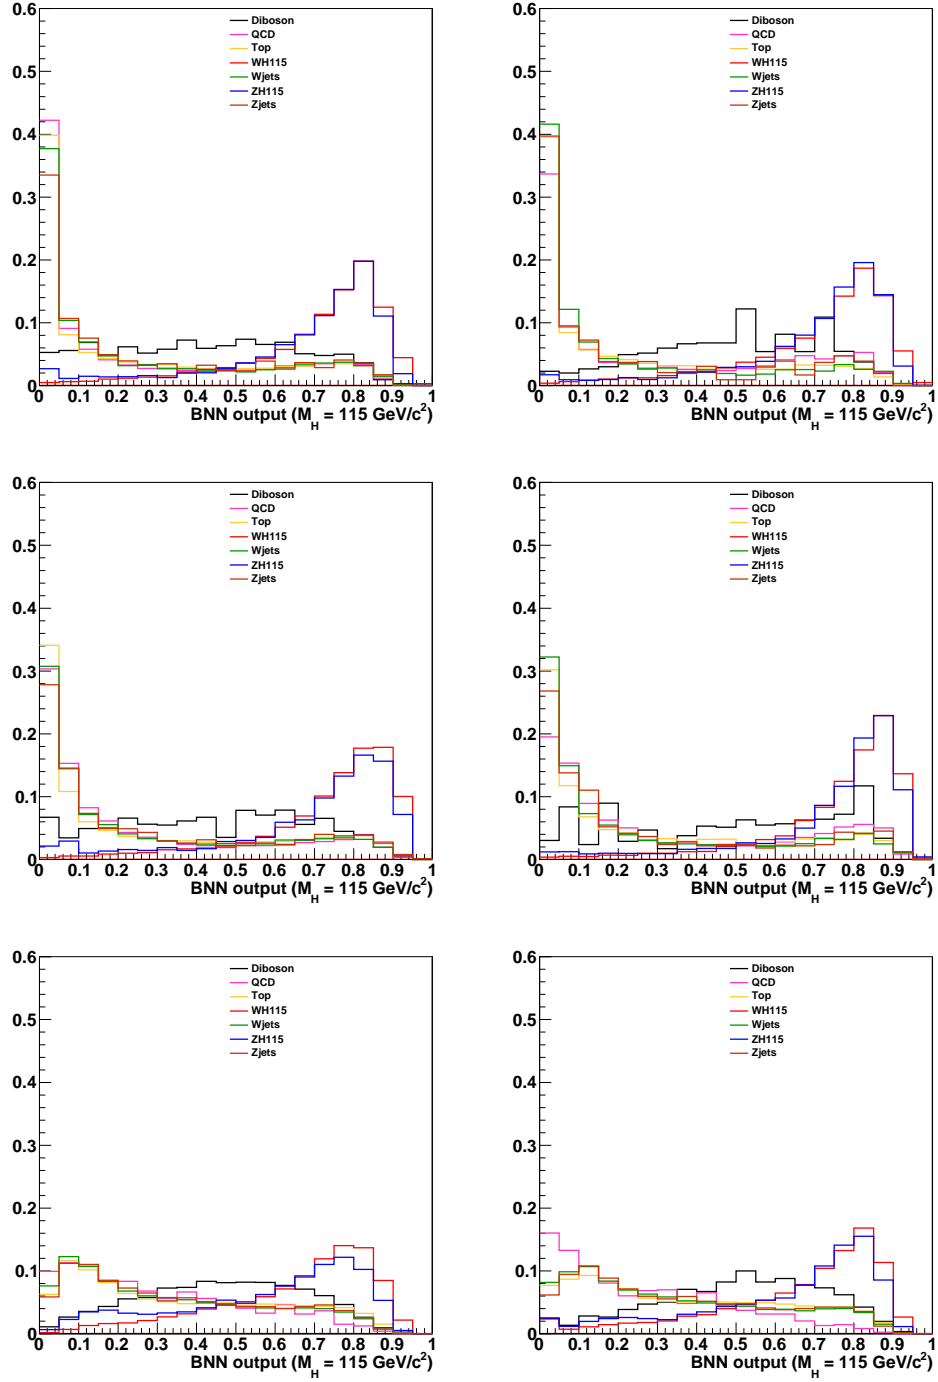 0.6
Diboson
QCD
Top
WH115
Wjets
ZH115
Zjets
0.5
0.4
0.3
0.2
0.1
0
0 0.1 0.2 0.3 0.4 0.5 0.6 0.7 0.8 0.9 1
BNN output (M_H = 115 GeV/c²)
0.6
Diboson
QCD
Top
WH115
Wjets
ZH115
Zjets
0.5
0.4
0.3
0.2
0.1
0
0 0.1 0.2 0.3 0.4 0.5 0.6 0.7 0.8 0.9 1
BNN output (M_H = 115 GeV/c²)
0.6
Diboson
QCD
Top
WH115
Wjets
ZH115
Zjets
0.5
0.4
0.3
0.2
0.1
0
0 0.1 0.2 0.3 0.4 0.5 0.6 0.7 0.8 0.9 1
BNN output (M_H = 115 GeV/c²)
0.6
Diboson
QCD
Top
WH115
Wjets
ZH115
Zjets
0.5
0.4
0.3
0.2
0.1
0
0 0.1 0.2 0.3 0.4 0.5 0.6 0.7 0.8 0.9 1
BNN output (M_H = 115 GeV/c²)
0.6
Diboson
QCD
Top
WH115
Wjets
ZH115
Zjets
0.5
0.4
0.3
0.2
0.1
0
0 0.1 0.2 0.3 0.4 0.5 0.6 0.7 0.8 0.9 1
BNN output (M_H = 115 GeV/c²)
0.6
Diboson
QCD
Top
WH115
Wjets
ZH115
Zjets
0.5
0.4
0.3
0.2
0.1
0
0 0.1 0.2 0.3 0.4 0.5 0.6 0.7 0.8 0.9 1
BNN output (M_H = 115 GeV/c²)